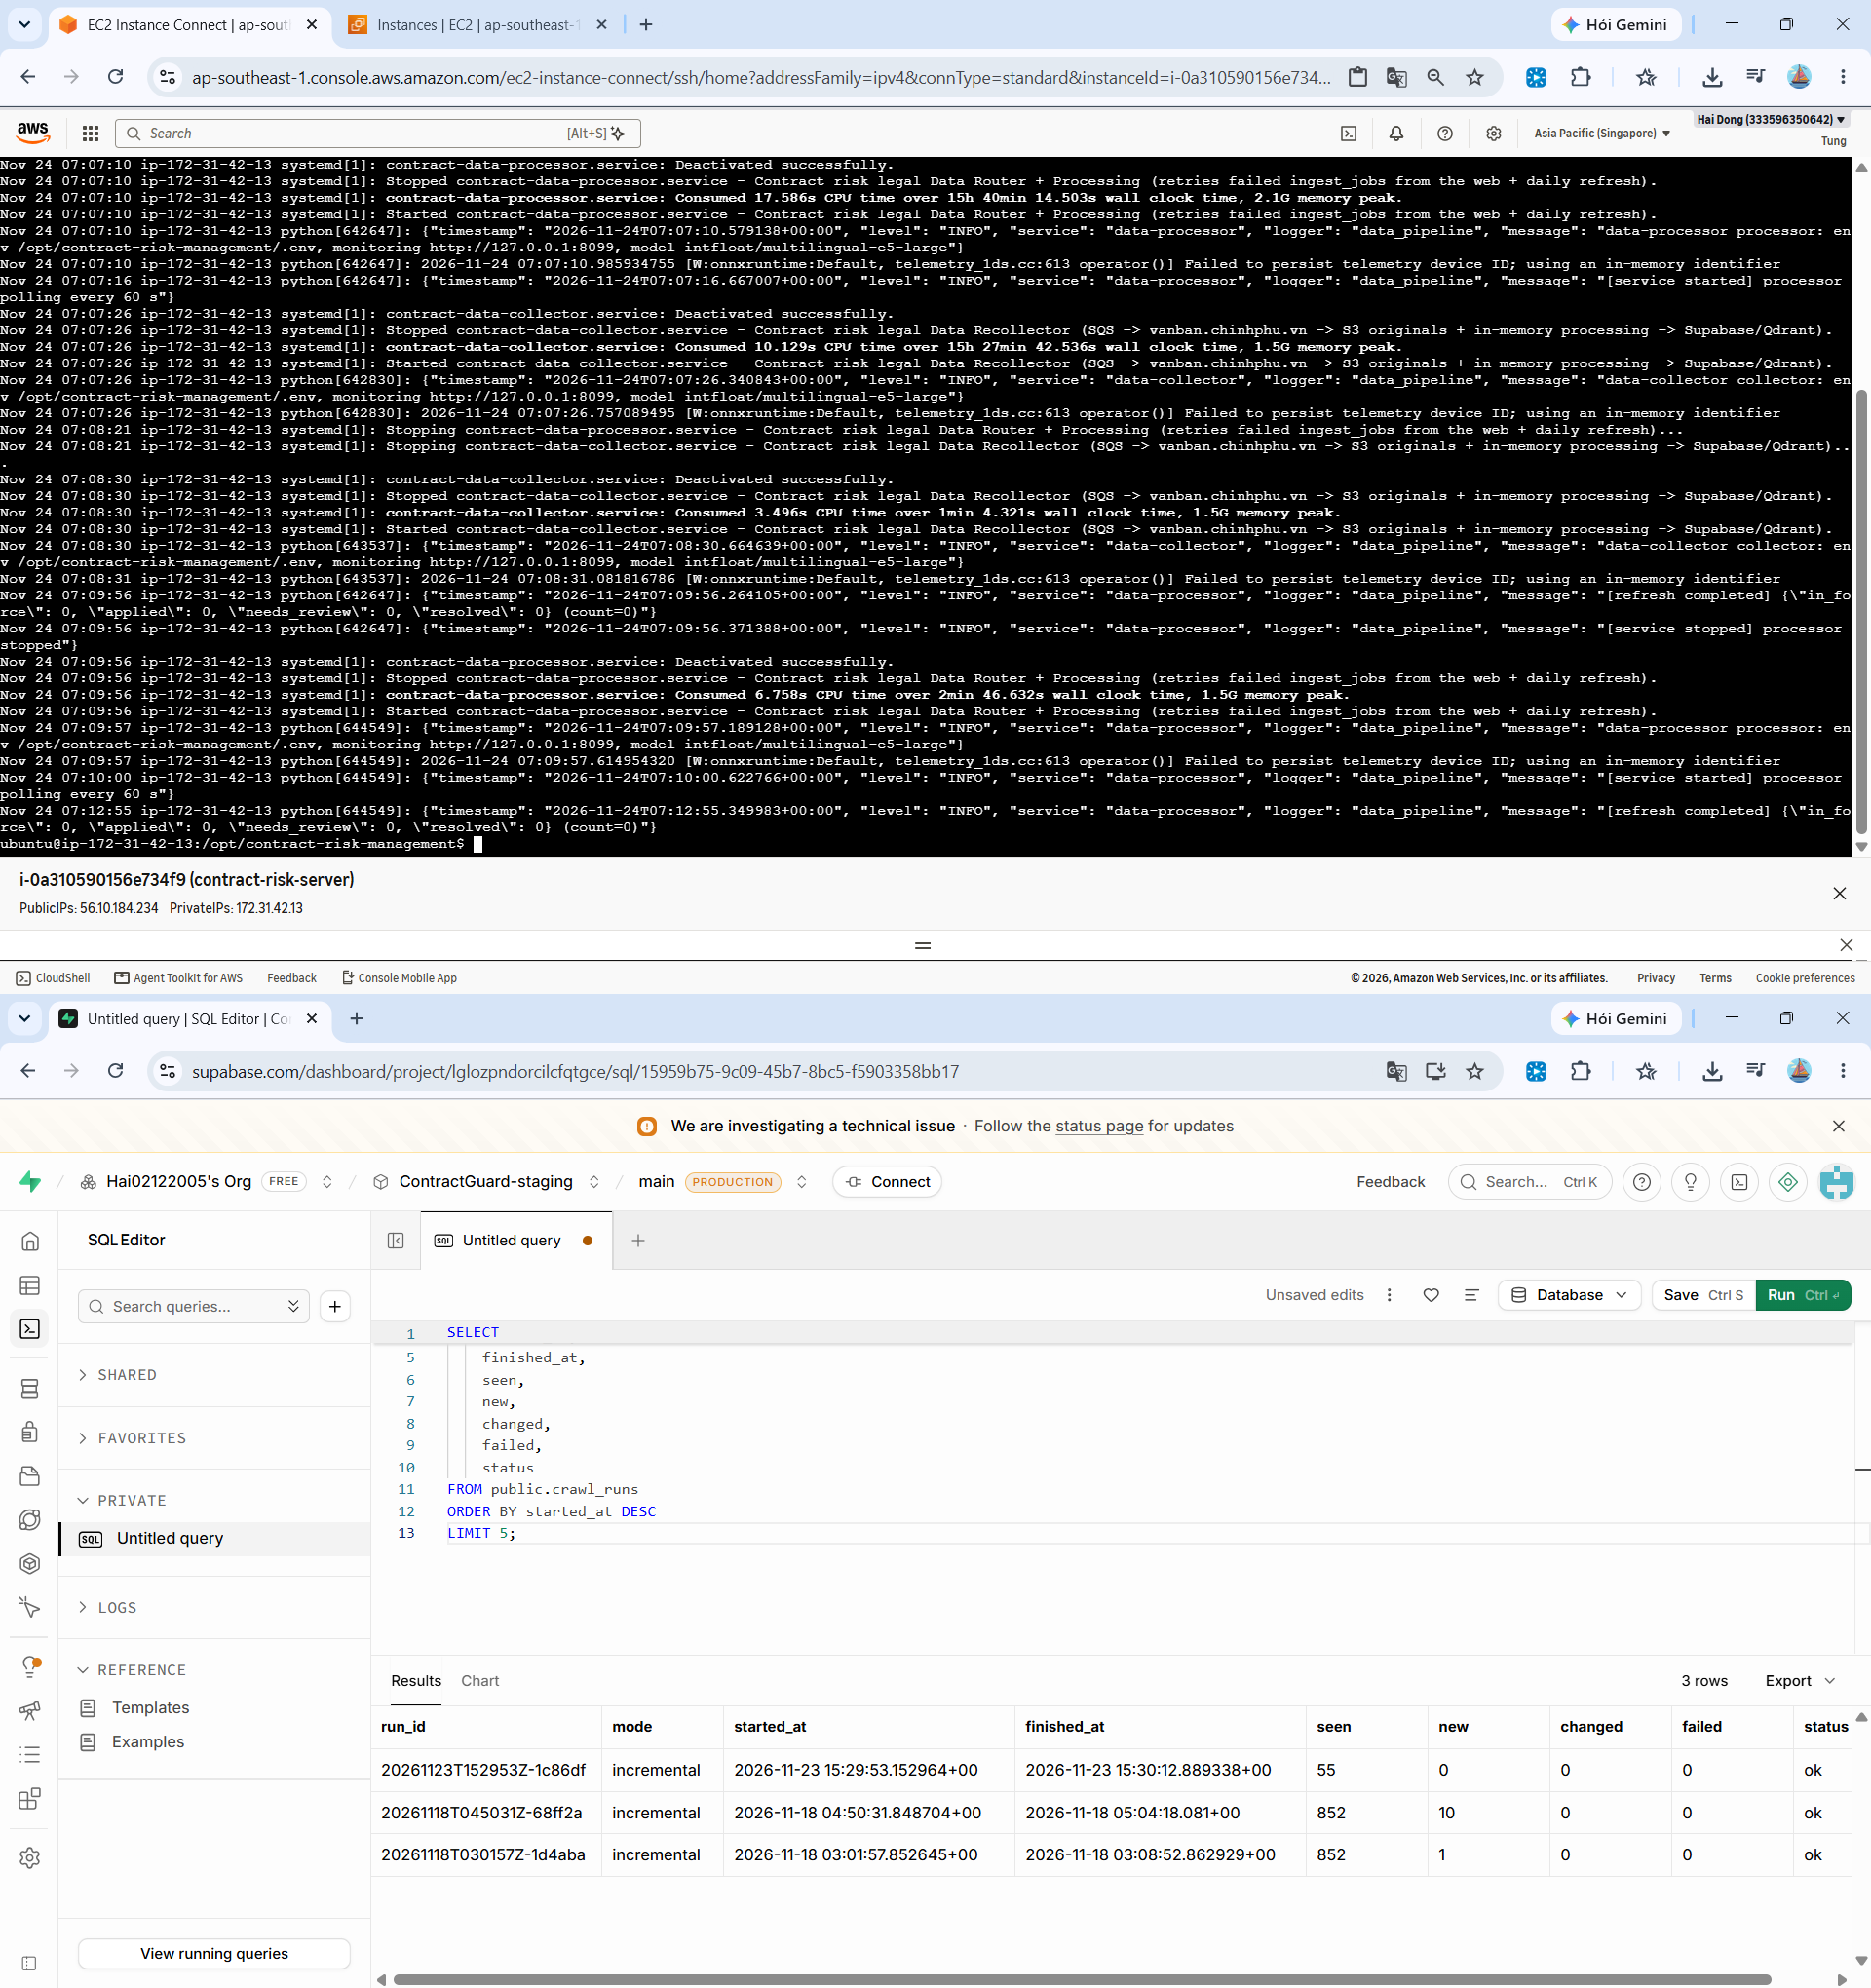 EC2 Instance Connect | ap-sout
Instances | EC2 | ap-southeast-1
Hỏi Gemini
ap-southeast-1.console.aws.amazon.com/ec2-instance-connect/ssh/home?addressFamily=ipv4&connType=standard&instanceId=i-0a310590156e734...
aws
Search
[Alt+S]
Asia Pacific (Singapore)
Hai Dong (333596350642)
Tung
Nov 24 07:07:10 ip-172-31-42-13 systemd[1]: contract-data-processor.service: Deactivated successfully.
Nov 24 07:07:10 ip-172-31-42-13 systemd[1]: Stopped contract-data-processor.service - Contract risk legal Data Router + Processing (retries failed ingest_jobs from the web + daily refresh).
Nov 24 07:07:10 ip-172-31-42-13 systemd[1]: contract-data-processor.service: Consumed 17.586s CPU time over 15h 40min 14.503s wall clock time, 2.1G memory peak.
Nov 24 07:07:10 ip-172-31-42-13 systemd[1]: Started contract-data-processor.service - Contract risk legal Data Router + Processing (retries failed ingest_jobs from the web + daily refresh).
Nov 24 07:07:10 ip-172-31-42-13 python[642647]: {"timestamp": "2026-11-24T07:07:10.579138+00:00", "level": "INFO", "service": "data-processor", "logger": "data_pipeline", "message": "data-processor processor: en
v /opt/contract-risk-management/.env, monitoring http://127.0.0.1:8099, model intfloat/multilingual-e5-large"}
Nov 24 07:07:10 ip-172-31-42-13 python[642647]: 2026-11-24 07:07:10.985934755 [W:onnxruntime:Default, telemetry_1ds.cc:613 operator()] Failed to persist telemetry device ID; using an in-memory identifier
Nov 24 07:07:16 ip-172-31-42-13 python[642647]: {"timestamp": "2026-11-24T07:07:16.667007+00:00", "level": "INFO", "service": "data-processor", "logger": "data_pipeline", "message": "[service started] processor
polling every 60 s"}
Nov 24 07:07:26 ip-172-31-42-13 systemd[1]: contract-data-collector.service: Deactivated successfully.
Nov 24 07:07:26 ip-172-31-42-13 systemd[1]: Stopped contract-data-collector.service - Contract risk legal Data Recollector (SQS -> vanban.chinhphu.vn -> S3 originals + in-memory processing -> Supabase/Qdrant).
Nov 24 07:07:26 ip-172-31-42-13 systemd[1]: contract-data-collector.service: Consumed 10.129s CPU time over 15h 27min 42.536s wall clock time, 1.5G memory peak.
Nov 24 07:07:26 ip-172-31-42-13 systemd[1]: Started contract-data-collector.service - Contract risk legal Data Recollector (SQS -> vanban.chinhphu.vn -> S3 originals + in-memory processing -> Supabase/Qdrant).
Nov 24 07:07:26 ip-172-31-42-13 python[642830]: {"timestamp": "2026-11-24T07:07:26.340843+00:00", "level": "INFO", "service": "data-collector", "logger": "data_pipeline", "message": "data-collector collector: en
v /opt/contract-risk-management/.env, monitoring http://127.0.0.1:8099, model intfloat/multilingual-e5-large"}
Nov 24 07:07:26 ip-172-31-42-13 python[642830]: 2026-11-24 07:07:26.757089495 [W:onnxruntime:Default, telemetry_1ds.cc:613 operator()] Failed to persist telemetry device ID; using an in-memory identifier
Nov 24 07:08:21 ip-172-31-42-13 systemd[1]: Stopping contract-data-processor.service - Contract risk legal Data Router + Processing (retries failed ingest_jobs from the web + daily refresh)...
Nov 24 07:08:21 ip-172-31-42-13 systemd[1]: Stopping contract-data-collector.service - Contract risk legal Data Recollector (SQS -> vanban.chinhphu.vn -> S3 originals + in-memory processing -> Supabase/Qdrant)..
.
Nov 24 07:08:30 ip-172-31-42-13 systemd[1]: contract-data-collector.service: Deactivated successfully.
Nov 24 07:08:30 ip-172-31-42-13 systemd[1]: Stopped contract-data-collector.service - Contract risk legal Data Recollector (SQS -> vanban.chinhphu.vn -> S3 originals + in-memory processing -> Supabase/Qdrant).
Nov 24 07:08:30 ip-172-31-42-13 systemd[1]: contract-data-collector.service: Consumed 3.496s CPU time over 1min 4.321s wall clock time, 1.5G memory peak.
Nov 24 07:08:30 ip-172-31-42-13 systemd[1]: Started contract-data-collector.service - Contract risk legal Data Recollector (SQS -> vanban.chinhphu.vn -> S3 originals + in-memory processing -> Supabase/Qdrant).
Nov 24 07:08:30 ip-172-31-42-13 python[643537]: {"timestamp": "2026-11-24T07:08:30.664639+00:00", "level": "INFO", "service": "data-collector", "logger": "data_pipeline", "message": "data-collector collector: en
v /opt/contract-risk-management/.env, monitoring http://127.0.0.1:8099, model intfloat/multilingual-e5-large"}
Nov 24 07:08:31 ip-172-31-42-13 python[643537]: 2026-11-24 07:08:31.081816786 [W:onnxruntime:Default, telemetry_1ds.cc:613 operator()] Failed to persist telemetry device ID; using an in-memory identifier
Nov 24 07:09:56 ip-172-31-42-13 python[642647]: {"timestamp": "2026-11-24T07:09:56.264105+00:00", "level": "INFO", "service": "data-processor", "logger": "data_pipeline", "message": "[refresh completed] {\"in_fo
rce\": 0, \"applied\": 0, \"needs_review\": 0, \"resolved\": 0} (count=0)"}
Nov 24 07:09:56 ip-172-31-42-13 python[642647]: {"timestamp": "2026-11-24T07:09:56.371388+00:00", "level": "INFO", "service": "data-processor", "logger": "data_pipeline", "message": "[service stopped] processor
stopped"}
Nov 24 07:09:56 ip-172-31-42-13 systemd[1]: contract-data-processor.service: Deactivated successfully.
Nov 24 07:09:56 ip-172-31-42-13 systemd[1]: Stopped contract-data-processor.service - Contract risk legal Data Router + Processing (retries failed ingest_jobs from the web + daily refresh).
Nov 24 07:09:56 ip-172-31-42-13 systemd[1]: contract-data-processor.service: Consumed 6.758s CPU time over 2min 46.632s wall clock time, 1.5G memory peak.
Nov 24 07:09:56 ip-172-31-42-13 systemd[1]: Started contract-data-processor.service - Contract risk legal Data Router + Processing (retries failed ingest_jobs from the web + daily refresh).
Nov 24 07:09:57 ip-172-31-42-13 python[644549]: {"timestamp": "2026-11-24T07:09:57.189128+00:00", "level": "INFO", "service": "data-processor", "logger": "data_pipeline", "message": "data-processor processor: en
v /opt/contract-risk-management/.env, monitoring http://127.0.0.1:8099, model intfloat/multilingual-e5-large"}
Nov 24 07:09:57 ip-172-31-42-13 python[644549]: 2026-11-24 07:09:57.614954320 [W:onnxruntime:Default, telemetry_1ds.cc:613 operator()] Failed to persist telemetry device ID; using an in-memory identifier
Nov 24 07:10:00 ip-172-31-42-13 python[644549]: {"timestamp": "2026-11-24T07:10:00.622766+00:00", "level": "INFO", "service": "data-processor", "logger": "data_pipeline", "message": "[service started] processor
polling every 60 s"}
Nov 24 07:12:55 ip-172-31-42-13 python[644549]: {"timestamp": "2026-11-24T07:12:55.349983+00:00", "level": "INFO", "service": "data-processor", "logger": "data_pipeline", "message": "[refresh completed] {\"in_fo
rce\": 0, \"applied\": 0, \"needs_review\": 0, \"resolved\": 0} (count=0)"}
ubuntu@ip-172-31-42-13:/opt/contract-risk-management$
i-0a310590156e734f9 (contract-risk-server)
PublicIPs: 56.10.184.234 PrivateIPs: 172.31.42.13
CloudShell Agent Toolkit for AWS Feedback Console Mobile App
© 2026, Amazon Web Services, Inc. or its affiliates. Privacy Terms Cookie preferences
Untitled query | SQL Editor | Co
Hỏi Gemini
supabase.com/dashboard/project/lglozpndorcilcfqtgce/sql/15959b75-9c09-45b7-8bc5-f5903358bb17
We are investigating a technical issue · Follow the status page for updates
Hai02122005's Org FREE / ContractGuard-staging / main PRODUCTION Connect
Feedback Search... Ctrl K
SQL Editor
Untitled query
Search queries...
Unsaved edits Database Save Ctrl S Run Ctrl ↵
SHARED
FAVORITES
PRIVATE
Untitled query
LOGS
REFERENCE
Templates
Examples
View running queries
1 SELECT
5 finished_at,
6 seen,
7 new,
8 changed,
9 failed,
10 status
11 FROM public.crawl_runs
12 ORDER BY started_at DESC
13 LIMIT 5;
Results Chart
3 rows Export
run_id mode started_at finished_at seen new changed failed status
20261123T152953Z-1c86df incremental 2026-11-23 15:29:53.152964+00 2026-11-23 15:30:12.889338+00 55 0 0 0 ok
20261118T045031Z-68ff2a incremental 2026-11-18 04:50:31.848704+00 2026-11-18 05:04:18.081+00 852 10 0 0 ok
20261118T030157Z-1d4aba incremental 2026-11-18 03:01:57.852645+00 2026-11-18 03:08:52.862929+00 852 1 0 0 ok